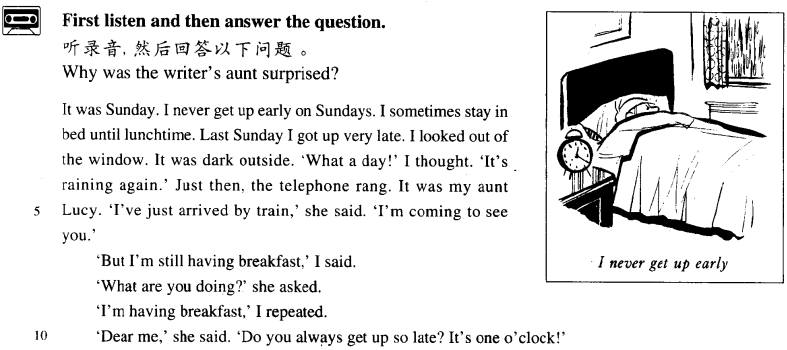 First listen and then answer the question.
听录音, 然后回答以下问题 。
Why was the writer's aunt surprised?
It was Sunday. I never get up early on Sundays. I sometimes stay in
bed until lunchtime. Last Sunday I got up very late. I looked out of
the window. It was dark outside. ‘What a day!’ I thought. ‘It's
raining again.’ Just then, the telephone rang. It was my aunt
5 Lucy. ‘I've just arrived by train,’ she said. ‘I'm coming to see
you.’
‘But I'm still having breakfast,’ I said.
‘What are you doing?’ she asked.
‘I'm having breakfast,’ I repeated.
10 ‘Dear me,’ she said. ‘Do you always get up so late? It's one o'clock!’
I never get up early